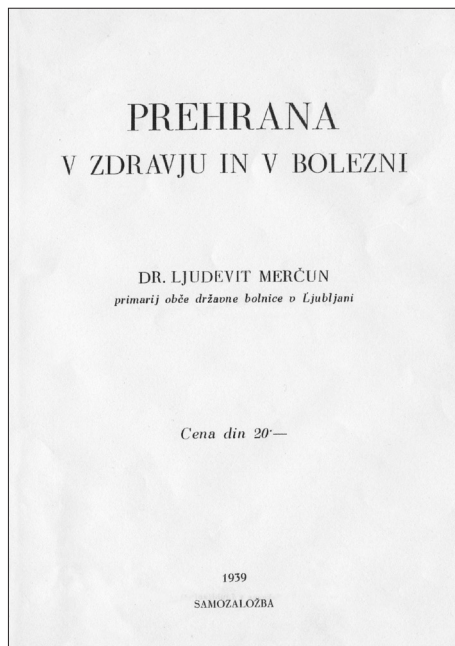 PREHRANA
V ZDRAVJU IN V BOLEZNI
DR. LJUDEVIT MERČUN
primarij obče državne bolnice v Ljubljani
Cena din 20·—
1939
SAMOZALOŽBA